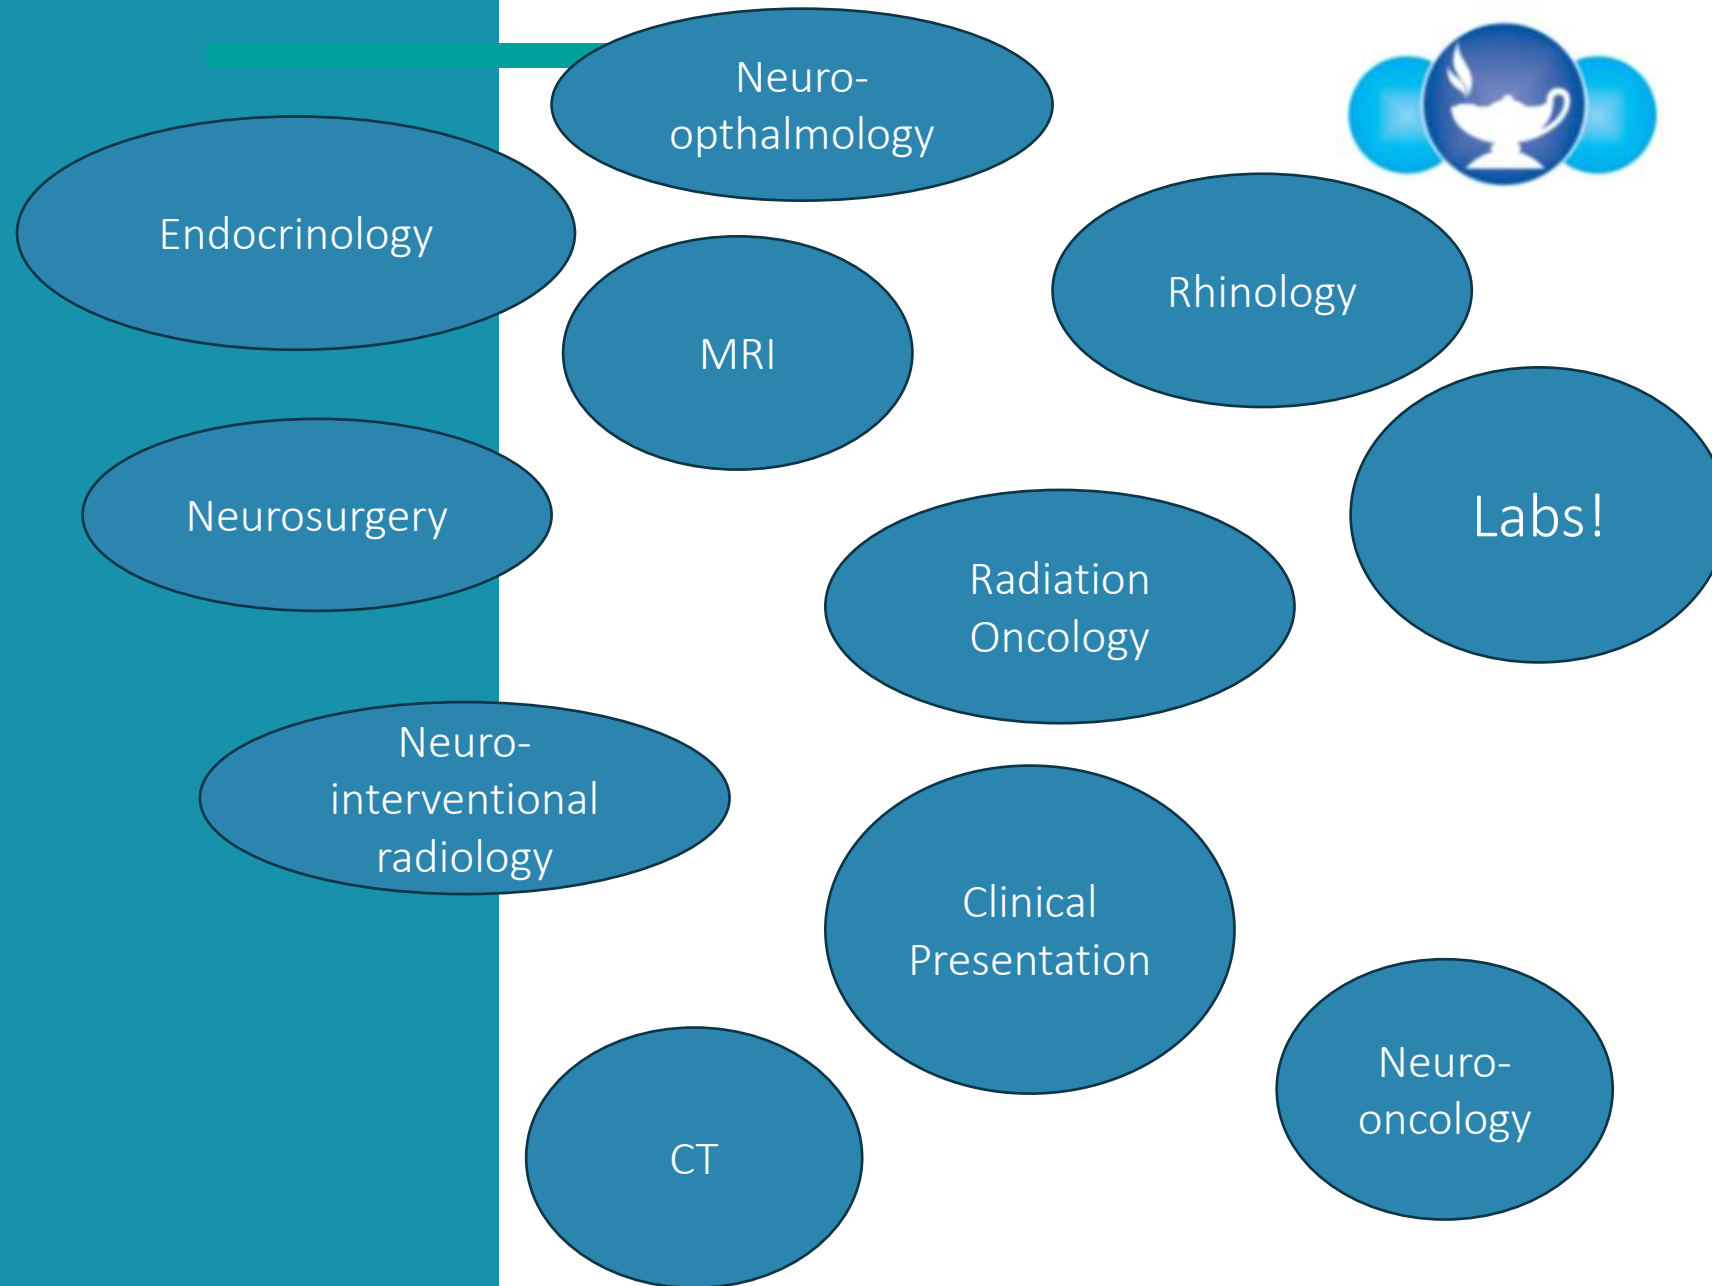 Neuro-
opthalmology
Endocrinology
Rhinology
MRI
Neurosurgery
Labs!
Radiation
Oncology
Neuro-
interventional
radiology
Clinical
Presentation
Neuro-
oncology
CT